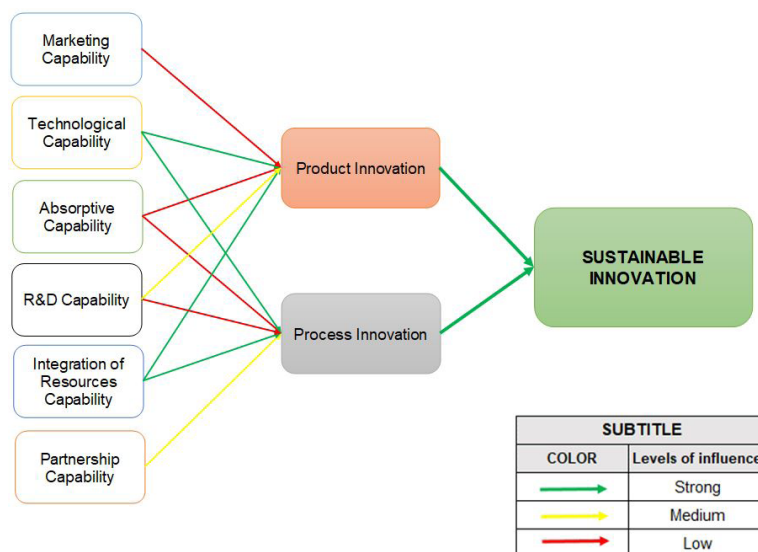 Marketing
Capability
Technological
Capability
Absorptive
Capability
R&D Capability
Integration of
Resources
Capability
Partnership
Capability
Product Innovation
Process Innovation
SUSTAINABLE
INNOVATION
SUBTITLE
COLOR Levels of influence
Strong
Medium
Low